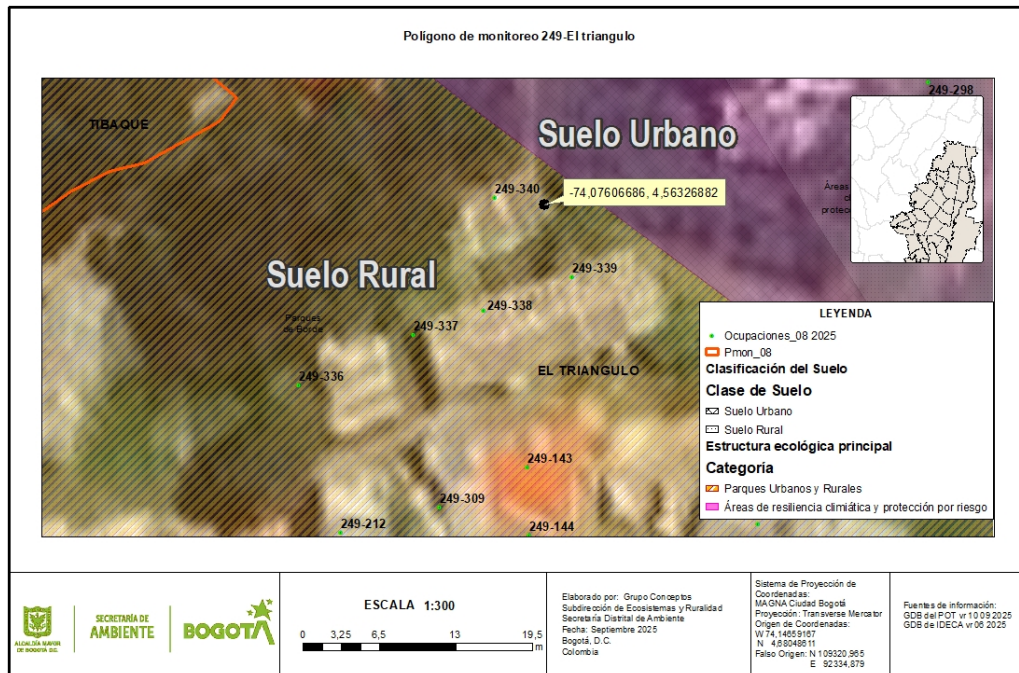 Polígono de monitoreo 249-El triangulo
249-298
TIBAQUE
Suelo Urbano
249-340
-74,07606686, 4,56326882
Áreas
249-339
Suelo Rural
249-338
Parques
de Borde
249-337
249-336
EL TRIANGULO
249-143
249-309
249-212
249-144
LEYENDA
Ocupaciones_08 2025
Pmon_08
Clasificación del Suelo
Clase de Suelo
Suelo Urbano
Suelo Rural
Estructura ecológica principal
Categoría
Parques Urbanos y Rurales
Áreas de resiliencia climiática y protección por riesgo
ALCALDÍA MAYOR
DE BOGOTÁ D.C.
SECRETARÍA DE
AMBIENTE
BOGOTÁ
ESCALA 1:300
0 3,25 6,5 13 19,5
m
Elaborado por: Grupo Conceptos
Subdirección de Ecosistemas y Ruralidad
Secretaría Distrital de Ambiente
Fecha: Septiembre 2025
Bogotá, D.C.
Colombia
Sistema de Proyección de
Coordenadas:
MAGNA Ciudad Bogotá
Proyección: Transverse Mercator
Origen de Coordenadas:
W 74,14659167
N 4,68048611
Falso Origen: N 109320,965
E 92334,879
Fuentes de información:
GDB del POT vr 10 09 2025
GDB de IDECA vr 06 2025